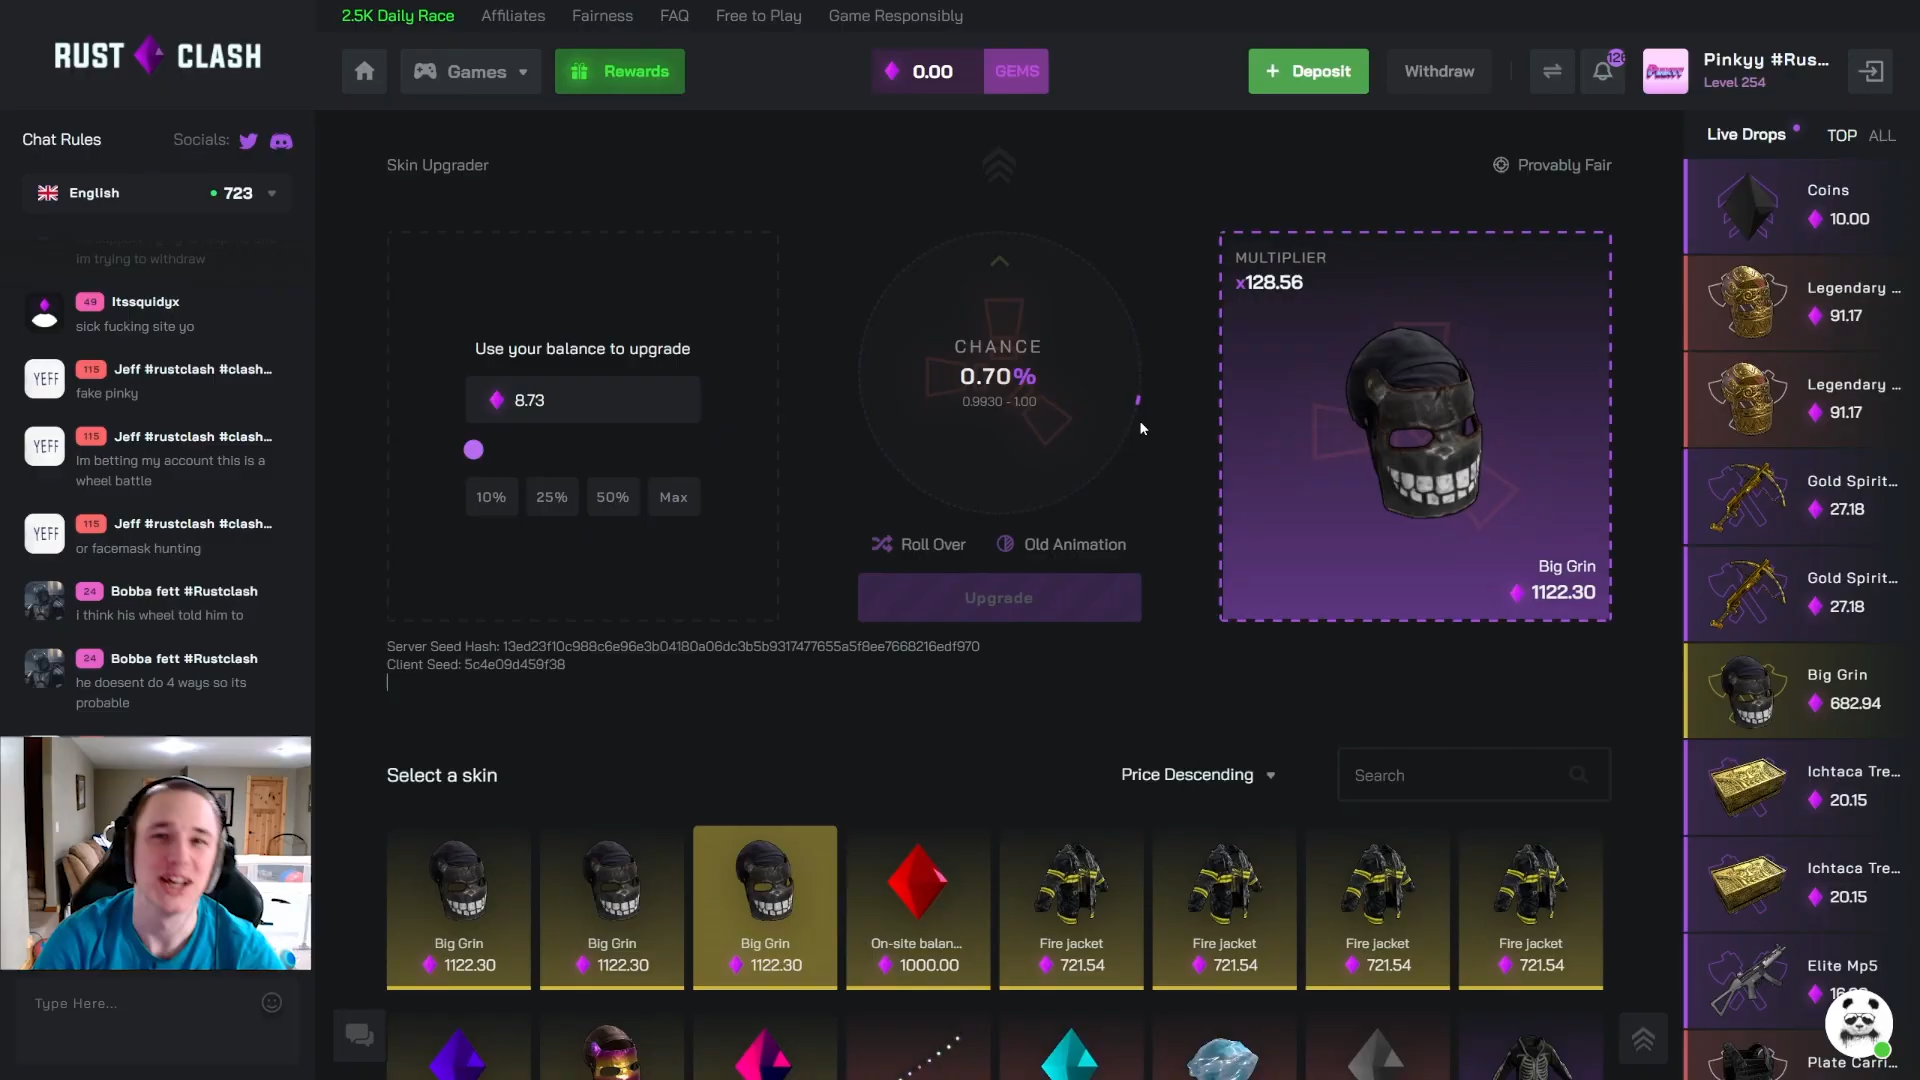 RUST CLASH
2.5K Daily Race
Affiliates
Fairness
FAQ
Free to Play
Game Responsibly
Games
Rewards
0.00
GEMS
+ Deposit
Withdraw
Pinkyy #Rus...
Level 254
Chat Rules
Socials:
English
723
im trying to withdraw
49 Itssquidyx
sick fucking site yo
YEFF
115 Jeff #rustclash #clash...
fake pinky
YEFF
115 Jeff #rustclash #clash...
Im betting my account this is a
wheel battle
YEFF
115 Jeff #rustclash #clash...
or facemask hunting
24 Bobba fett #Rustclash
i think his wheel told him to
24 Bobba fett #Rustclash
he doesent do 4 ways so its
probable
Type Here...
Skin Upgrader
Provably Fair
Use your balance to upgrade
8.73
10%
25%
50%
Max
CHANCE
0.70%
0.9930 - 1.00
Roll Over
Old Animation
Upgrade
MULTIPLIER
x128.56
Big Grin
1122.30
Server Seed Hash: 13ed23f10c988c6e96e3b04180a06dc3b5b9317477655a5f8ee7668216edf970
Client Seed: 5c4e09d459f38
Select a skin
Price Descending
Search
Big Grin
1122.30
Big Grin
1122.30
Big Grin
1122.30
On-site balan...
1000.00
Fire jacket
721.54
Fire jacket
721.54
Fire jacket
721.54
Fire jacket
721.54
Live Drops
TOP
ALL
Coins
10.00
Legendary ...
91.17
Legendary ...
91.17
Gold Spirit...
27.18
Gold Spirit...
27.18
Big Grin
682.94
Ichtaca Tre...
20.15
Ichtaca Tre...
20.15
Elite Mp5
Plate Carri...